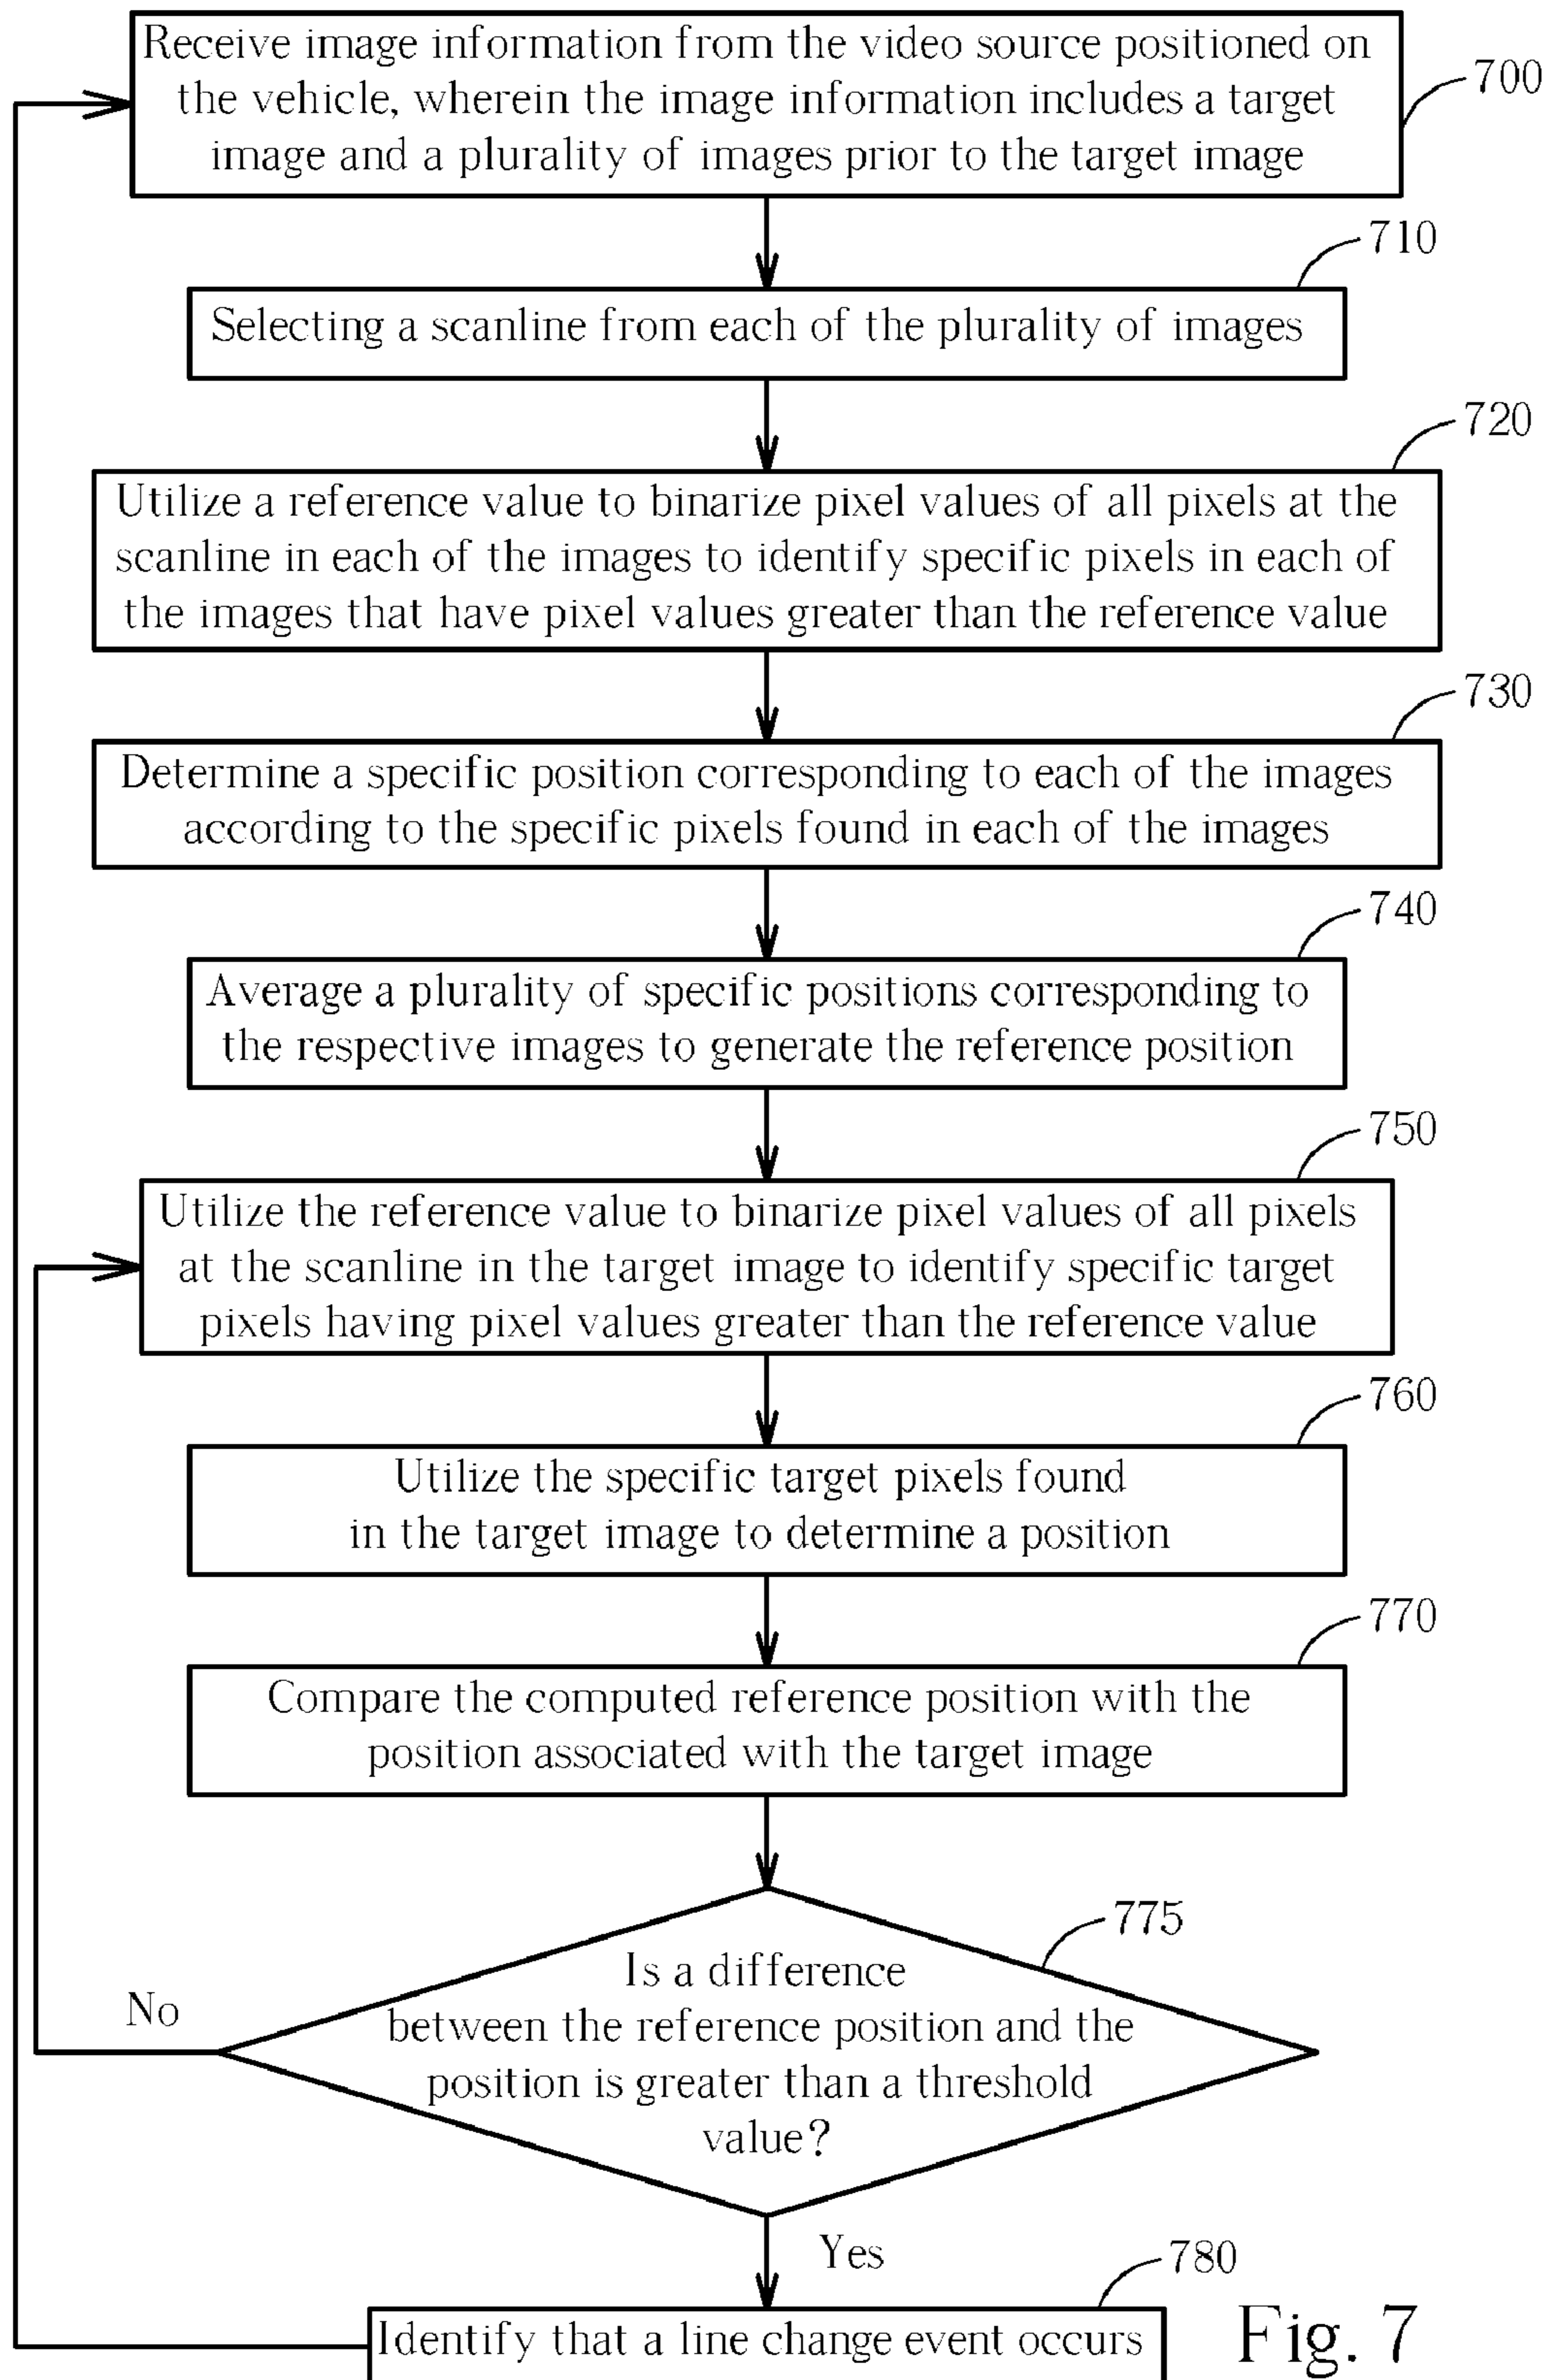 Receive image information from the video source positioned on
the vehicle, wherein the image information includes a target
image and a plurality of images prior to the target image
700
710
Selecting a scanline from each of the plurality of images
720
Utilize a reference value to binarize pixel values of all pixels at the
scanline in each of the images to identify specific pixels in each of
the images that have pixel values greater than the reference value
730
Determine a specific position corresponding to each of the images
according to the specific pixels found in each of the images
740
Average a plurality of specific positions corresponding to
the respective images to generate the reference position
750
Utilize the reference value to binarize pixel values of all pixels
at the scanline in the target image to identify specific target
pixels having pixel values greater than the reference value
760
Utilize the specific target pixels found
in the target image to determine a position
770
Compare the computed reference position with the
position associated with the target image
775
Is a difference
between the reference position and the
position is greater than a threshold
value?
No
Yes
780
Identify that a line change event occurs
Fig. 7